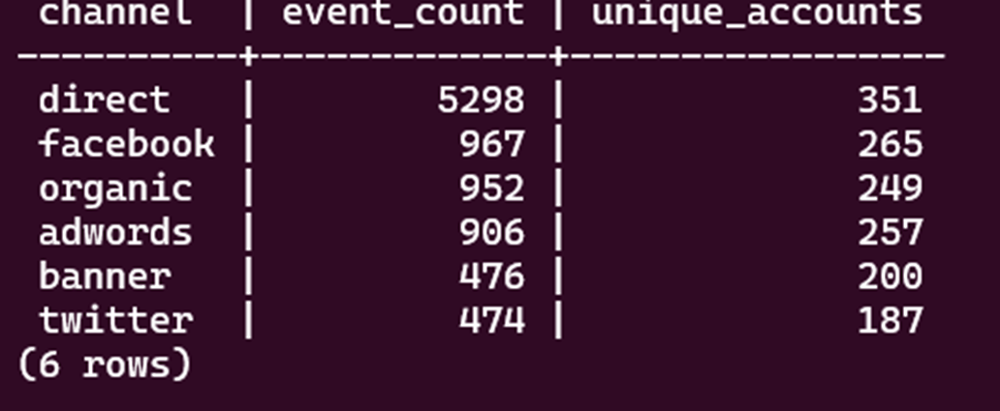 channel | event_count | unique_accounts
----------+-------------+-----------------
direct | 5298 | 351
facebook | 967 | 265
organic | 952 | 249
adwords | 906 | 257
banner | 476 | 200
twitter | 474 | 187
(6 rows)